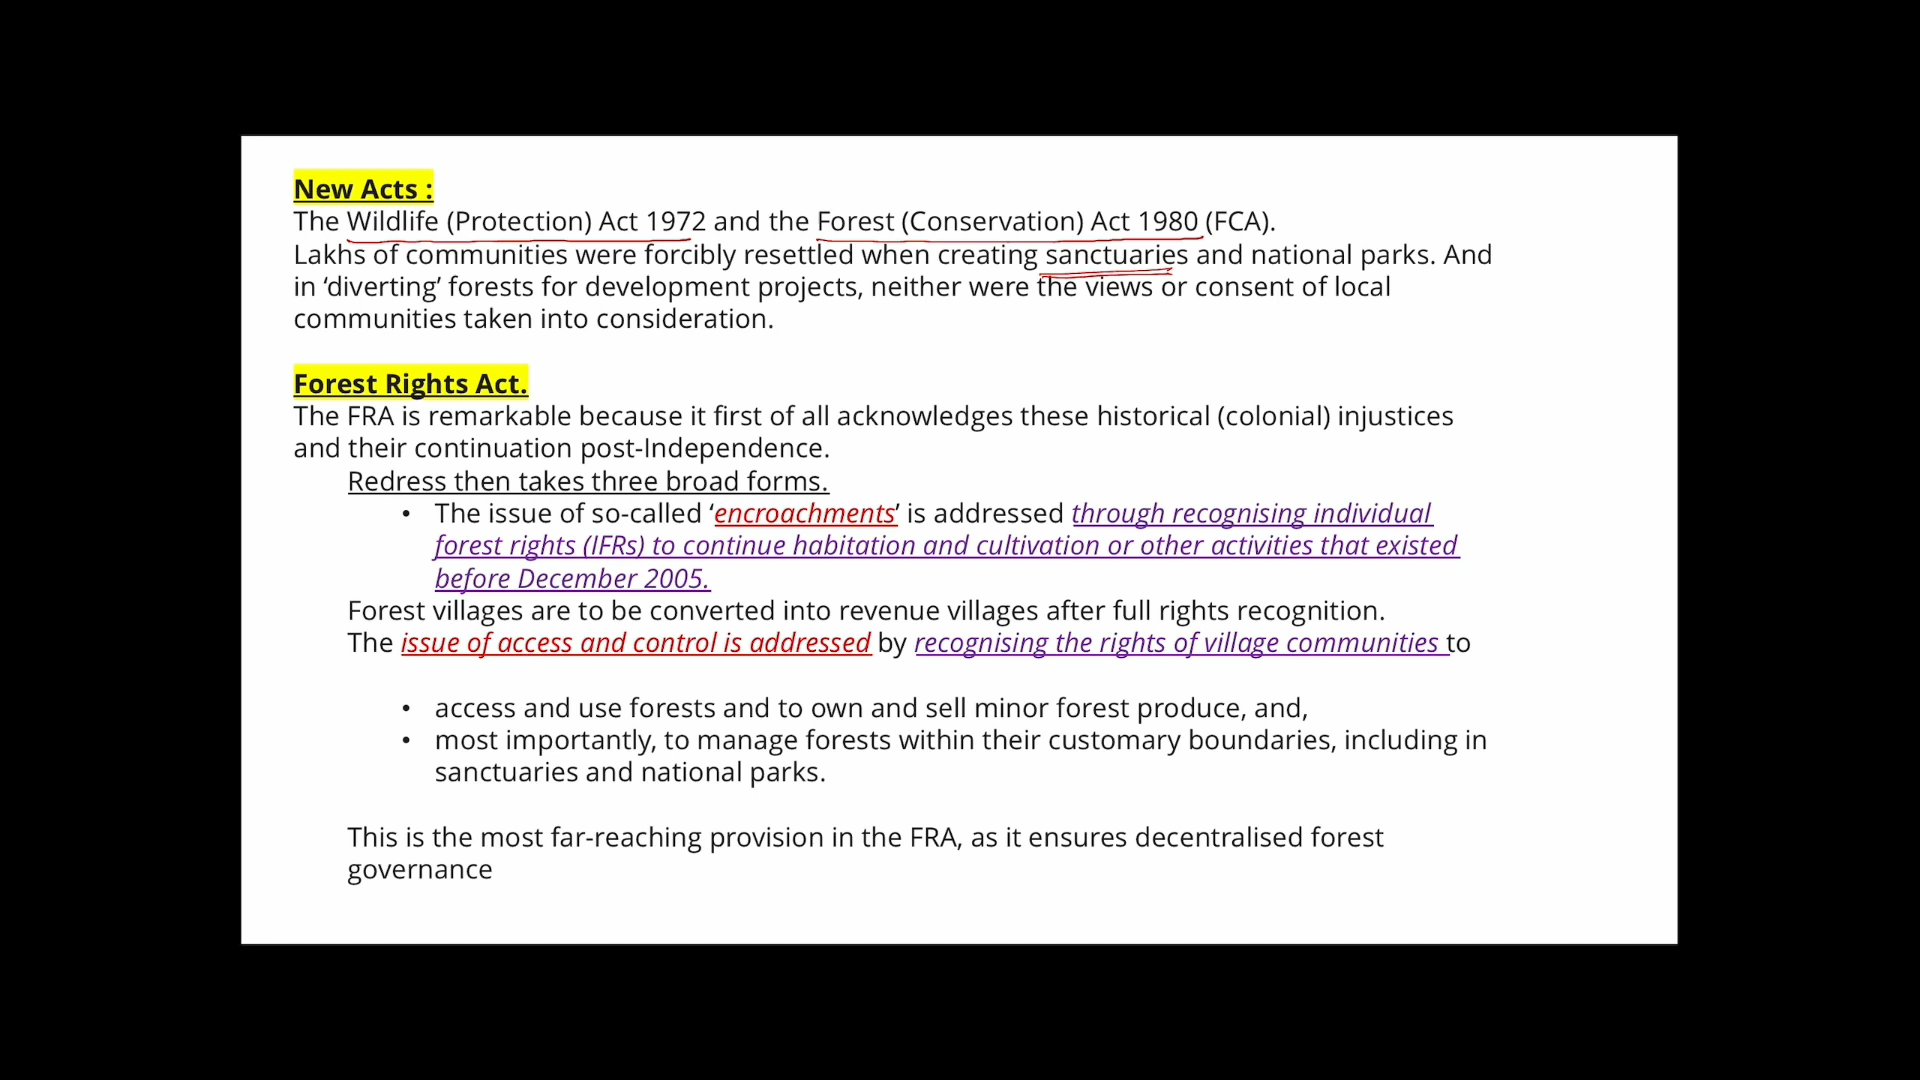 New Acts :
The Wildlife (Protection) Act 1972 and the Forest (Conservation) Act 1980 (FCA).
Lakhs of communities were forcibly resettled when creating sanctuaries and national parks. And
in ‘diverting’ forests for development projects, neither were the views or consent of local
communities taken into consideration.
Forest Rights Act.
The FRA is remarkable because it first of all acknowledges these historical (colonial) injustices
and their continuation post-Independence.
Redress then takes three broad forms.
• The issue of so-called ‘encroachments’ is addressed through recognising individual
forest rights (IFRs) to continue habitation and cultivation or other activities that existed
before December 2005.
Forest villages are to be converted into revenue villages after full rights recognition.
The issue of access and control is addressed by recognising the rights of village communities to
• access and use forests and to own and sell minor forest produce, and,
• most importantly, to manage forests within their customary boundaries, including in
sanctuaries and national parks.
This is the most far-reaching provision in the FRA, as it ensures decentralised forest
governance